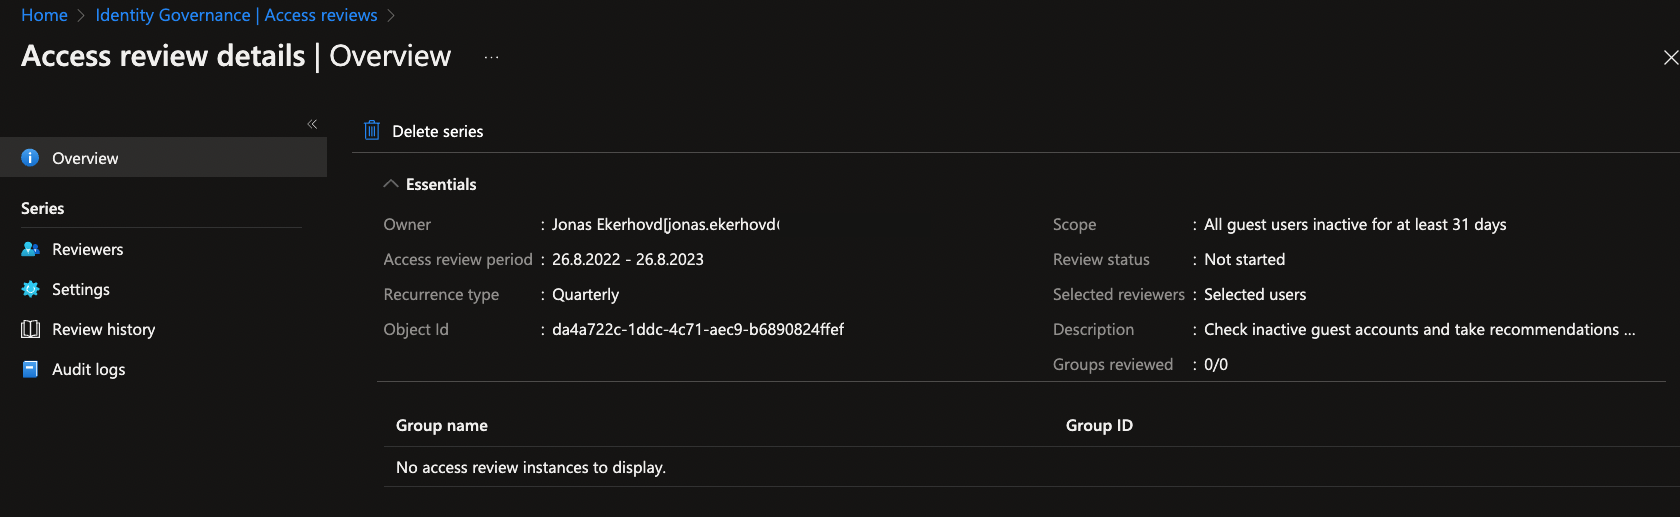 Home > Identity Governance | Access reviews >
Access review details | Overview ...
«
Delete series
Overview
Essentials
Series
Owner : Jonas Ekerhovd[jonas.ekerhovd
Scope : All guest users inactive for at least 31 days
Reviewers
Access review period : 26.8.2022 - 26.8.2023
Review status : Not started
Settings
Recurrence type : Quarterly
Selected reviewers : Selected users
Review history
Object Id : da4a722c-1ddc-4c71-aec9-b6890824ffef
Description : Check inactive guest accounts and take recommendations ...
Audit logs
Groups reviewed : 0/0
Group name Group ID
No access review instances to display.